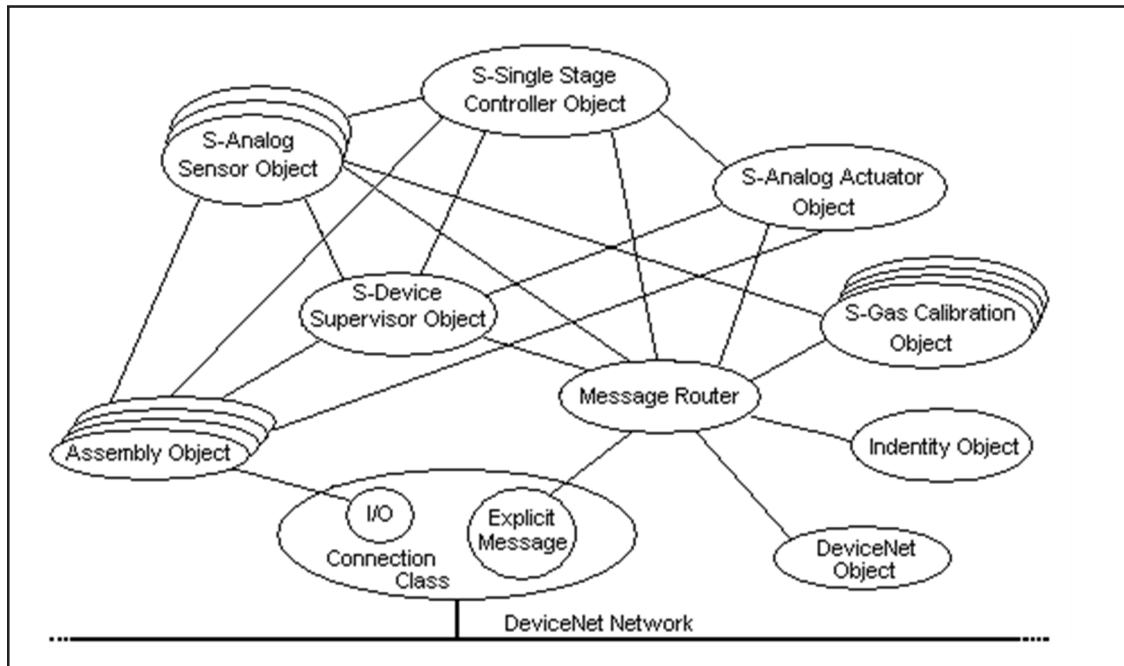 S-Single Stage
Controller Object
S-Analog
Sensor Object
S-Analog Actuator
Object
S-Device
Supervisor Object
S-Gas Calibration
Object
Message Router
Assembly Object
Indentity Object
I/O
Explicit
Message
Connection
Class
DeviceNet
Object
DeviceNet Network